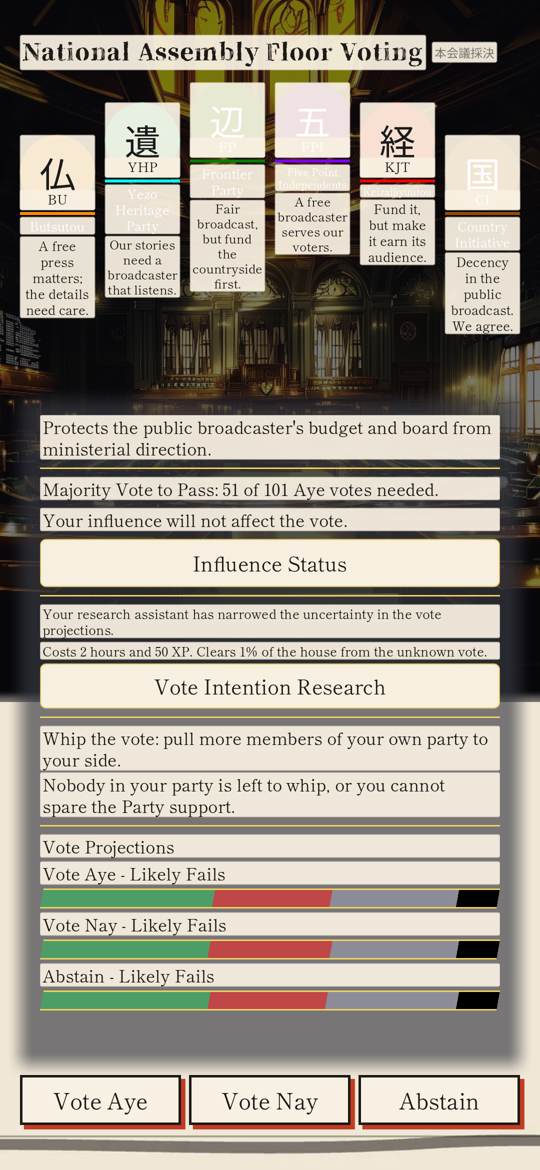 National Assembly Floor Voting
本会議採決
仏
BU
Butsutou
A free
press
matters;
the details
need care.
遺
YHP
Yezo
Heritage
Party
Our stories
need a
broadcaster
that listens.
辺
FP
Frontier
Party
Fair
broadcast,
but fund
the
countryside
first.
五
FPI
Five Point
Independents
A free
broadcaster
serves our
voters.
経
KJT
Keizaijiyuutou
Fund it,
but make
it earn its
audience.
国
CI
Country
Initiative
Decency
in the
public
broadcast.
We agree.
Protects the public broadcaster's budget and board from
ministerial direction.
Majority Vote to Pass: 51 of 101 Aye votes needed.
Your influence will not affect the vote.
Influence Status
Your research assistant has narrowed the uncertainty in the vote
projections.
Costs 2 hours and 50 XP. Clears 1% of the house from the unknown vote.
Vote Intention Research
Whip the vote: pull more members of your own party to
your side.
Nobody in your party is left to whip, or you cannot
spare the Party support.
Vote Projections
Vote Aye - Likely Fails
Vote Nay - Likely Fails
Abstain - Likely Fails
Vote Aye
Vote Nay
Abstain